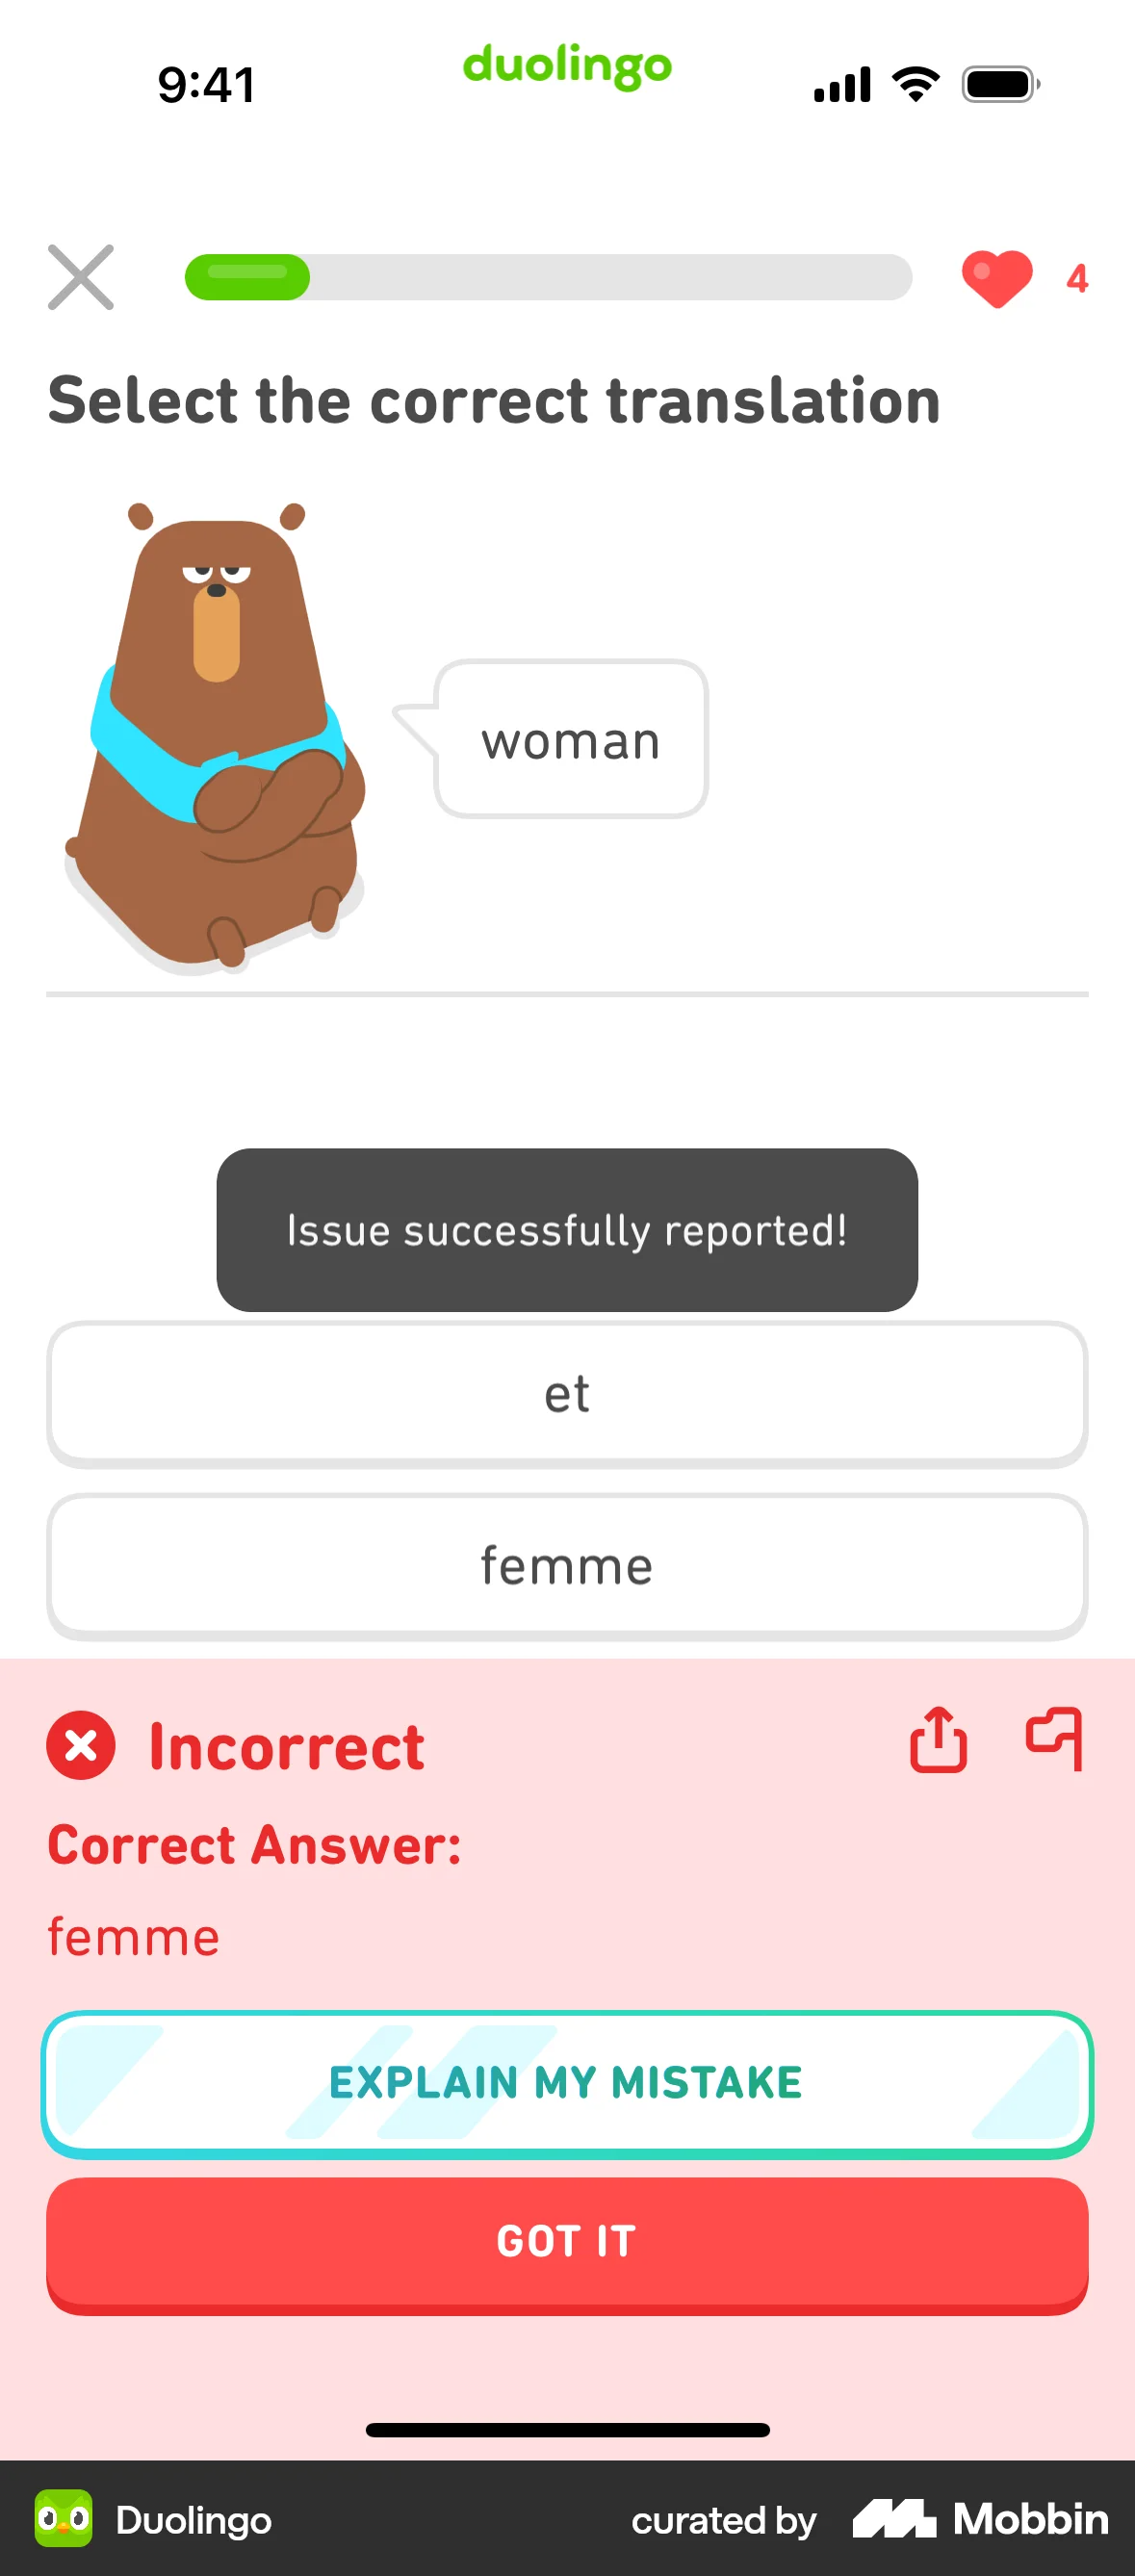 9:41
duolingo
4
Select the correct translation
woman
Issue successfully reported!
et
femme
Incorrect
Correct Answer:
femme
EXPLAIN MY MISTAKE
GOT IT
Duolingo
curated by
Mobbin